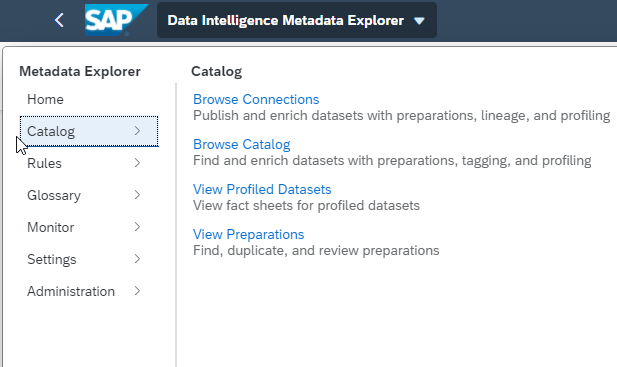 SAP
Data Intelligence Metadata Explorer
Metadata Explorer
Home
Catalog
Rules
Glossary
Monitor
Settings
Administration
Catalog
Browse Connections
Publish and enrich datasets with preparations, lineage, and profiling
Browse Catalog
Find and enrich datasets with preparations, tagging, and profiling
View Profiled Datasets
View fact sheets for profiled datasets
View Preparations
Find, duplicate, and review preparations